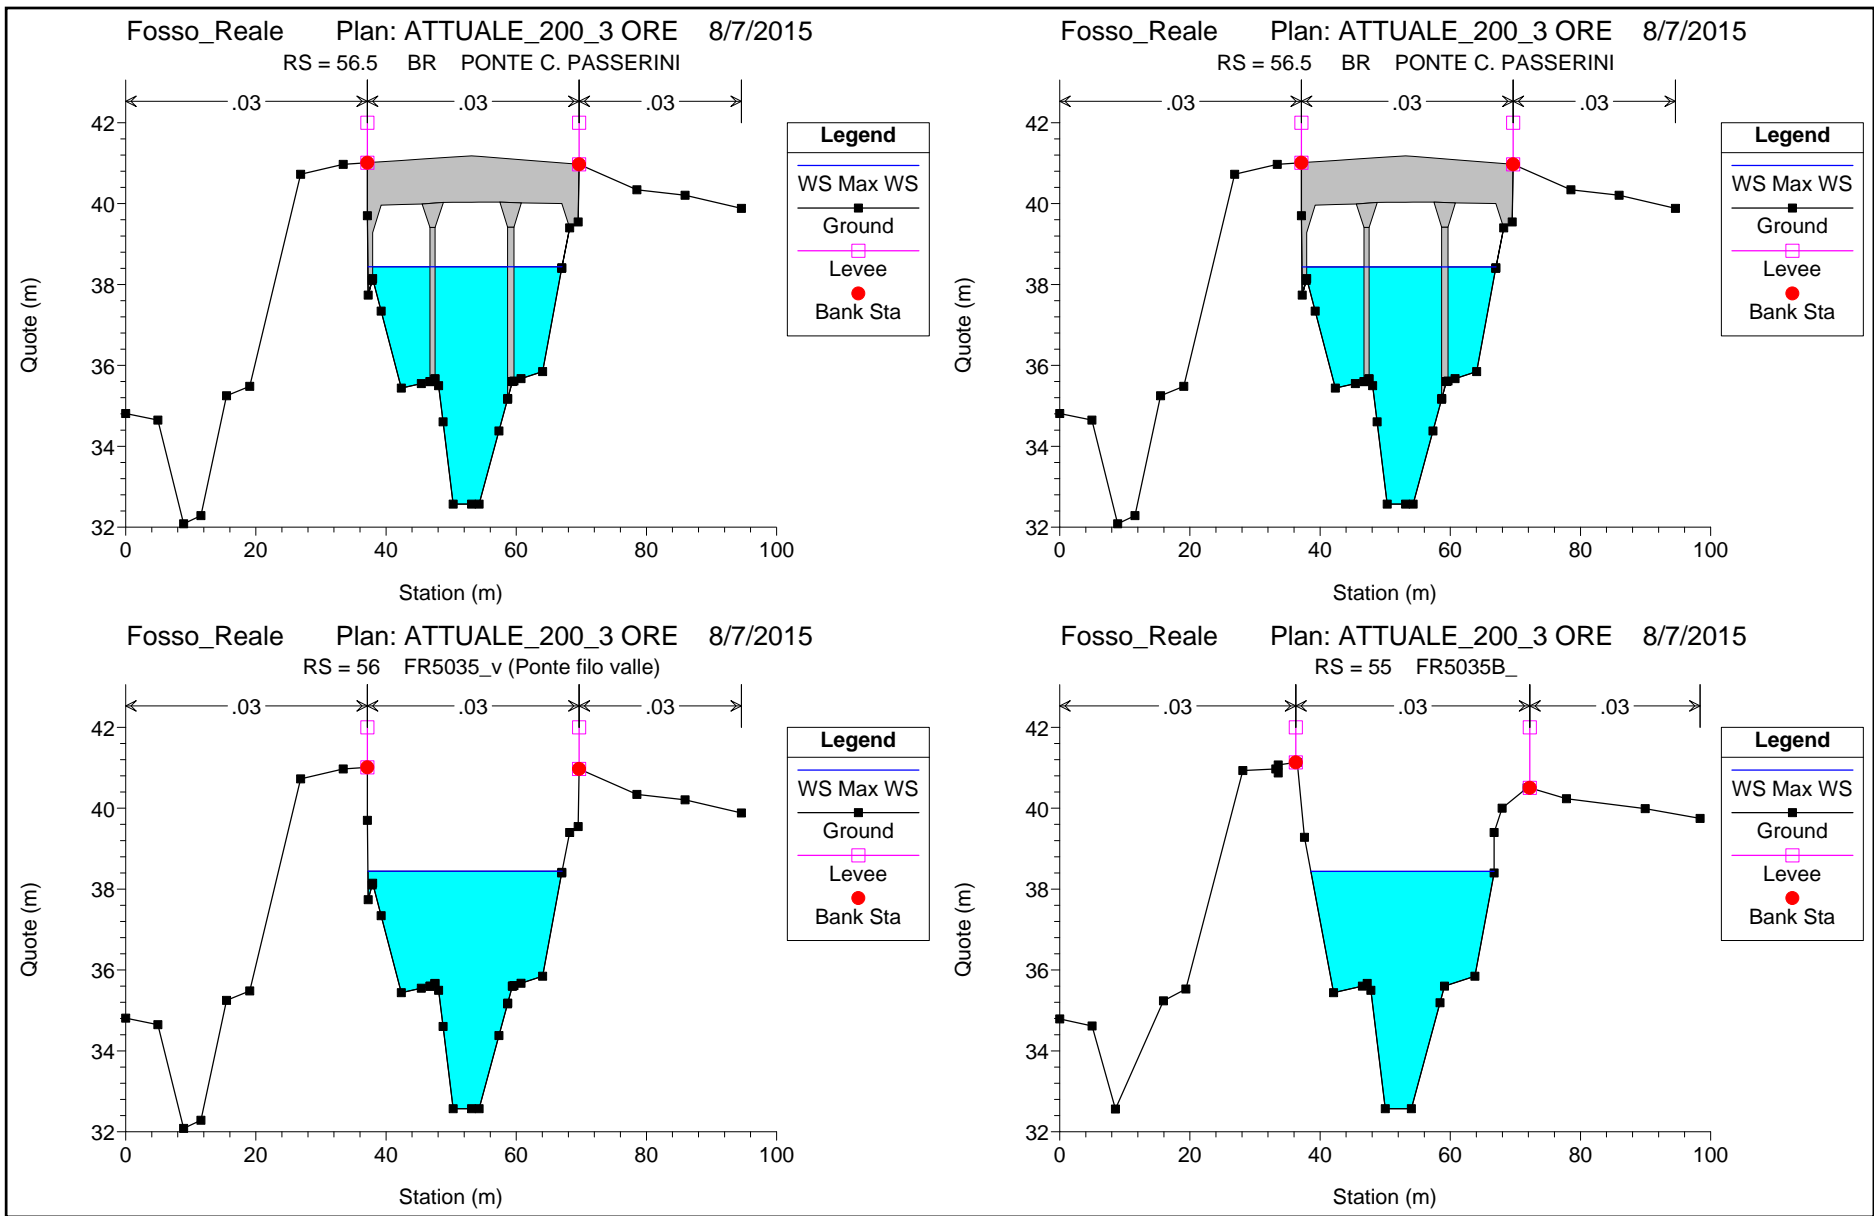 Fosso_Reale Plan: ATTUALE_200_3 ORE 8/7/2015
RS = 56.5 BR PONTE C. PASSERINI
.03 .03 .03
42
40
38
36
34
32
0 20 40 60 80 100
Quote (m)
Station (m)
Legend
WS Max WS
Ground
Levee
Bank Sta
Fosso_Reale Plan: ATTUALE_200_3 ORE 8/7/2015
RS = 56.5 BR PONTE C. PASSERINI
.03 .03 .03
42
40
38
36
34
32
0 20 40 60 80 100
Quote (m)
Station (m)
Legend
WS Max WS
Ground
Levee
Bank Sta
Fosso_Reale Plan: ATTUALE_200_3 ORE 8/7/2015
RS = 56 FR5035_v (Ponte filo valle)
.03 .03 .03
42
40
38
36
34
32
0 20 40 60 80 100
Quote (m)
Station (m)
Legend
WS Max WS
Ground
Levee
Bank Sta
Fosso_Reale Plan: ATTUALE_200_3 ORE 8/7/2015
RS = 55 FR5035B_
.03 .03 .03
42
40
38
36
34
32
0 20 40 60 80 100
Quote (m)
Station (m)
Legend
WS Max WS
Ground
Levee
Bank Sta